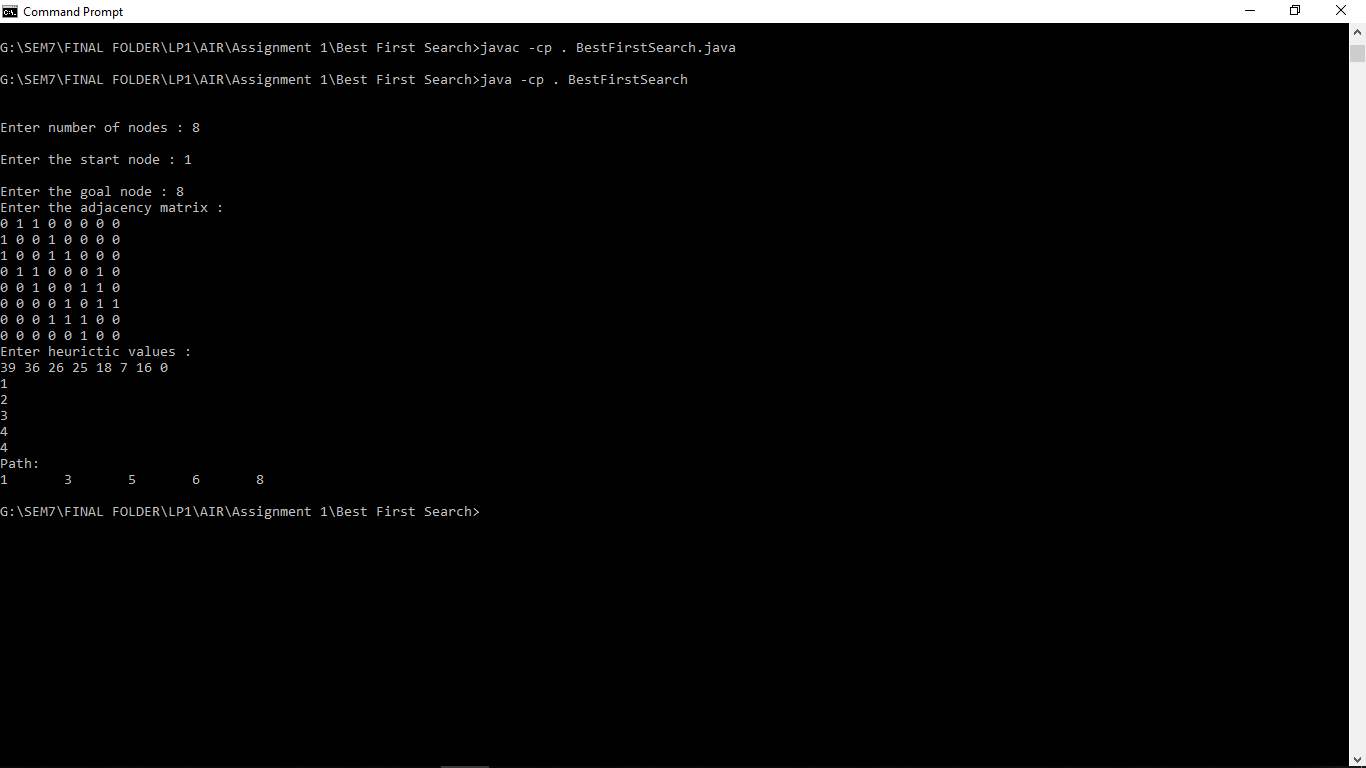 Command Prompt
G:\SEM7\FINAL FOLDER\LP1\AIR\Assignment 1\Best First Search>javac -cp . BestFirstSearch.java
G:\SEM7\FINAL FOLDER\LP1\AIR\Assignment 1\Best First Search>java -cp . BestFirstSearch
Enter number of nodes : 8
Enter the start node : 1
Enter the goal node : 8
Enter the adjacency matrix :
0 1 1 0 0 0 0 0
1 0 0 1 0 0 0 0
1 0 0 1 1 0 0 0
0 1 1 0 0 0 1 0
0 0 1 0 0 1 1 0
0 0 0 0 1 0 1 1
0 0 0 1 1 1 0 0
0 0 0 0 0 1 0 0
Enter heurictic values :
39 36 26 25 18 7 16 0
1
2
3
4
4
Path:
1 3 5 6 8
G:\SEM7\FINAL FOLDER\LP1\AIR\Assignment 1\Best First Search>